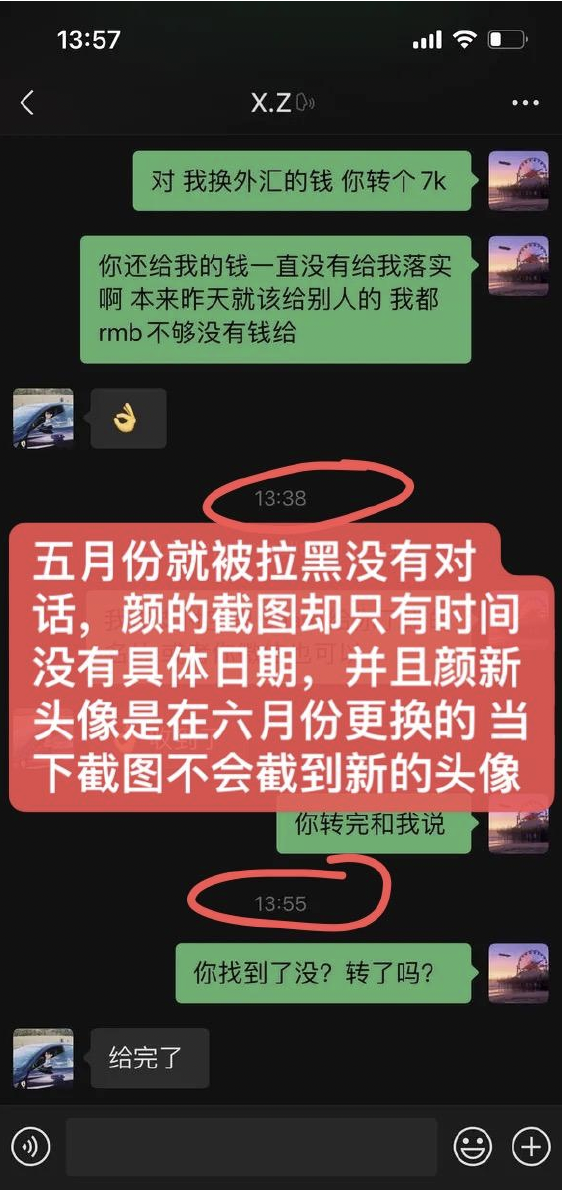 13:57
X.Z
对 我换外汇的钱 你转个 7k
你还给我的钱一直没有给我落实
啊 本来昨天就该给别人的 我都
rmb 不够没有钱给
13:38
五月份就被拉黑没有对
话，颜的截图却只有时间
没有具体日期，并且颜新
头像是在六月份更换的 当
下截图不会截到新的头像
你转完和我说
13:55
你找到了没？转了吗？
给完了